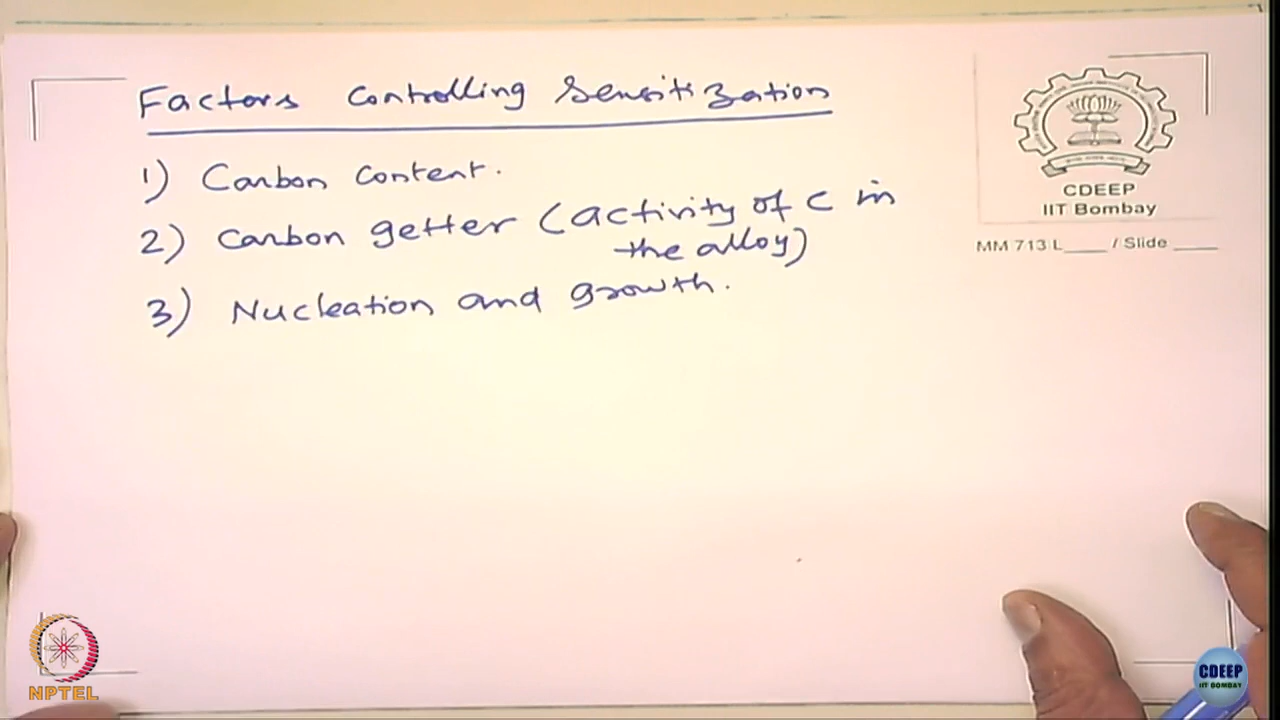 Factors Controlling Sensitization
1) Carbon Content.
2) Carbon getter (activity of C in
the alloy)
3) Nucleation and growth.
CDEEP
IIT Bombay
MM 713 L____ / Slide ____
NPTEL
CDEEP
IIT BOMBAY